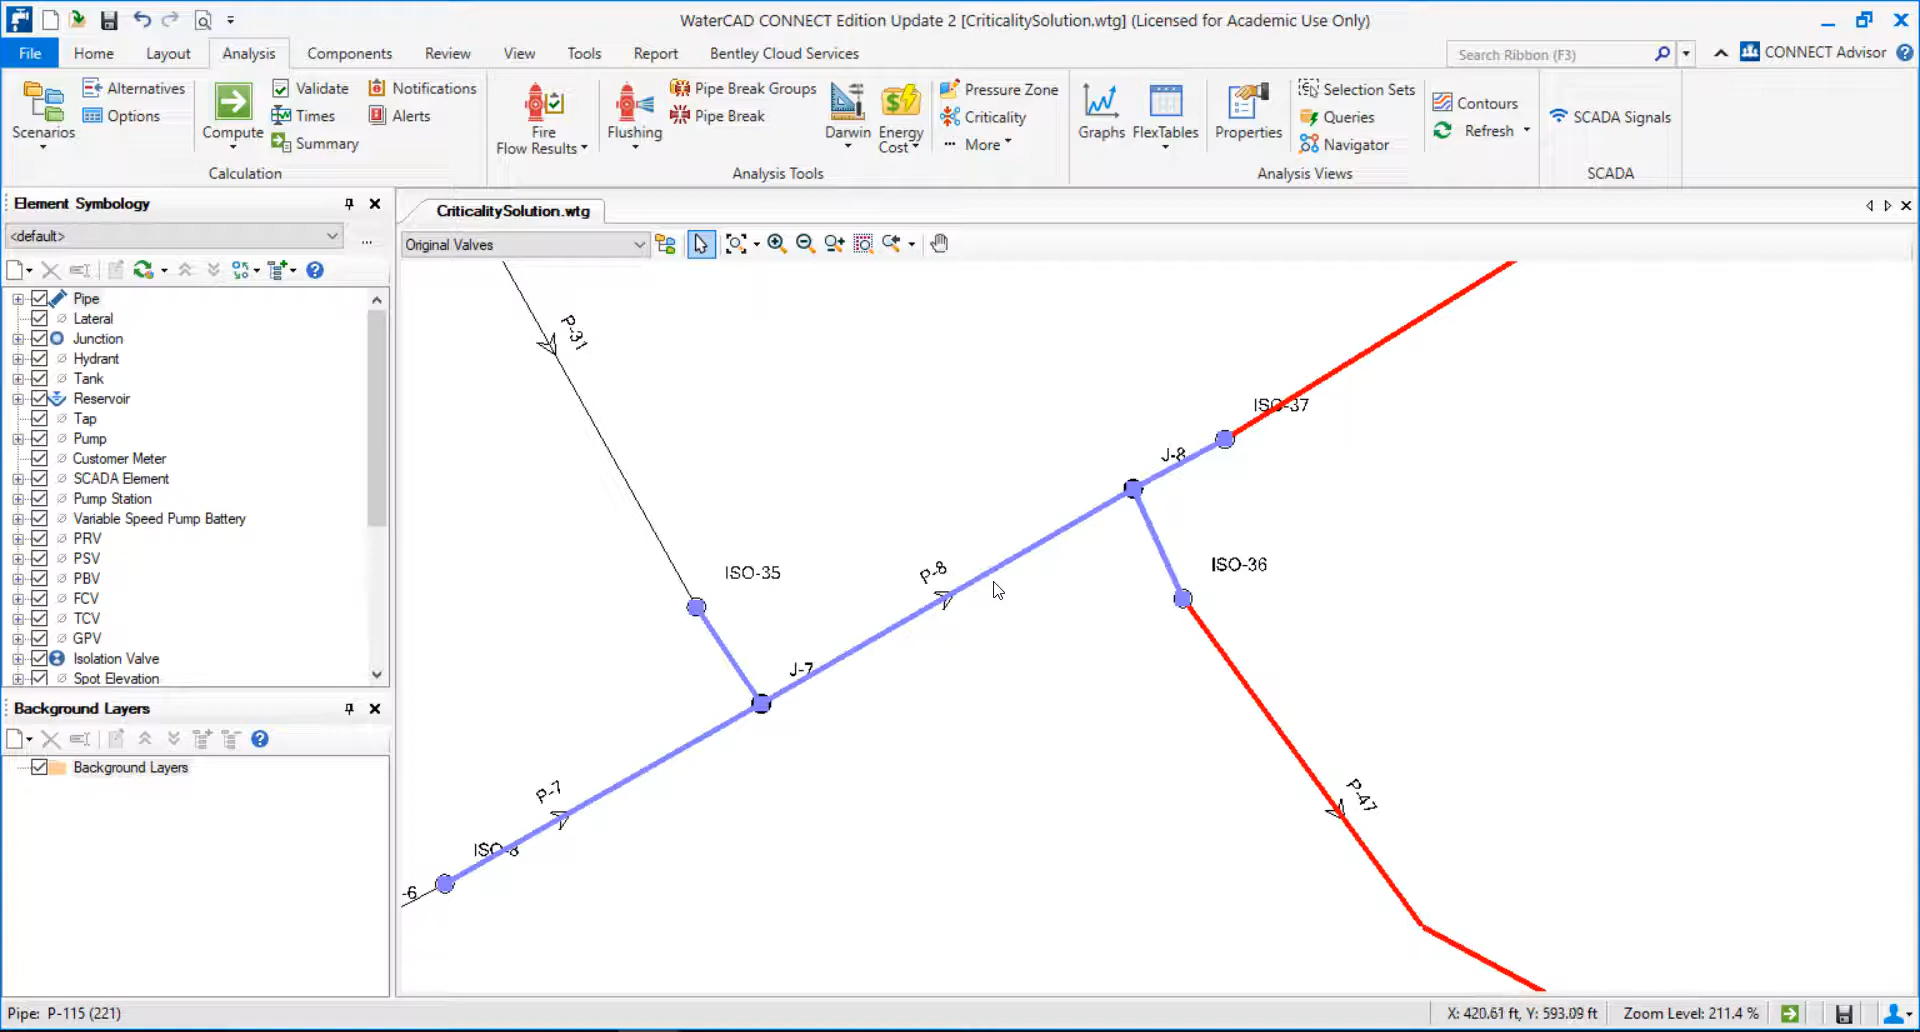 WaterCAD CONNECT Edition Update 2 [CriticalitySolution.wtg] (Licensed for Academic Use Only)
File Home Layout Analysis Components Review View Tools Report Bentley Cloud Services Search Ribbon (F3) CONNECT Advisor
Scenarios
Alternatives
Options
Compute
Validate
Times
Summary
Notifications
Alerts
Calculation
Fire
Flow Results
Flushing
Pipe Break Groups
Pipe Break
Darwin
Energy
Cost
Pressure Zone
Criticality
More
Analysis Tools
Graphs
FlexTables
Properties
Selection Sets
Queries
Navigator
Contours
Refresh
Analysis Views
SCADA Signals
SCADA
Element Symbology
<default>
...
Pipe
Lateral
Junction
Hydrant
Tank
Reservoir
Tap
Pump
Customer Meter
SCADA Element
Pump Station
Variable Speed Pump Battery
PRV
PSV
PBV
FCV
TCV
GPV
Isolation Valve
Spot Elevation
Background Layers
Background Layers
CriticalitySolution.wtg
Original Valves
P-31
ISO-37
J-8
ISO-35
P-8
ISO-36
J-7
P-7
P-47
ISO-8
-6
Pipe: P-115 (221)
X: 420.61 ft, Y: 593.09 ft
Zoom Level: 211.4 %